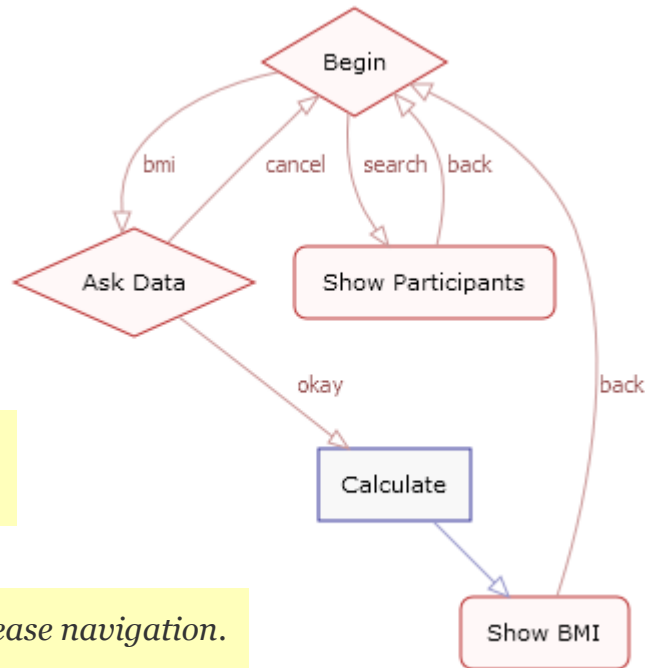 Begin
bmi
cancel
search
back
Ask Data
Show Participants
okay
back
Calculate
ease navigation.
Show BMI